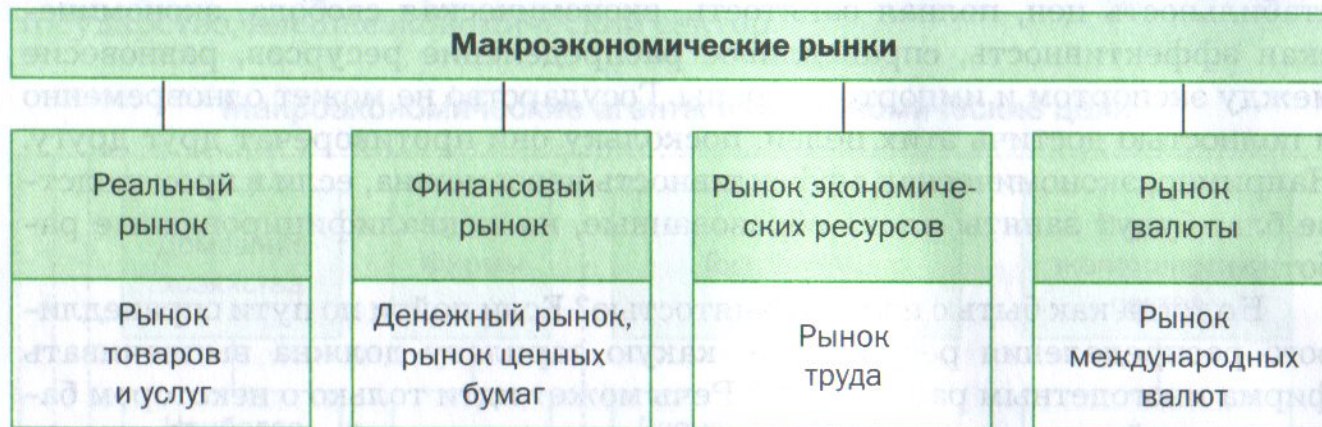 Макроэкономические рынки
Реальный
рынок
Финансовый
рынок
Рынок экономиче-
ских ресурсов
Рынок
валюты
Рынок
товаров
и услуг
Денежный рынок,
рынок ценных
бумаг
Рынок
труда
Рынок
международных
валют